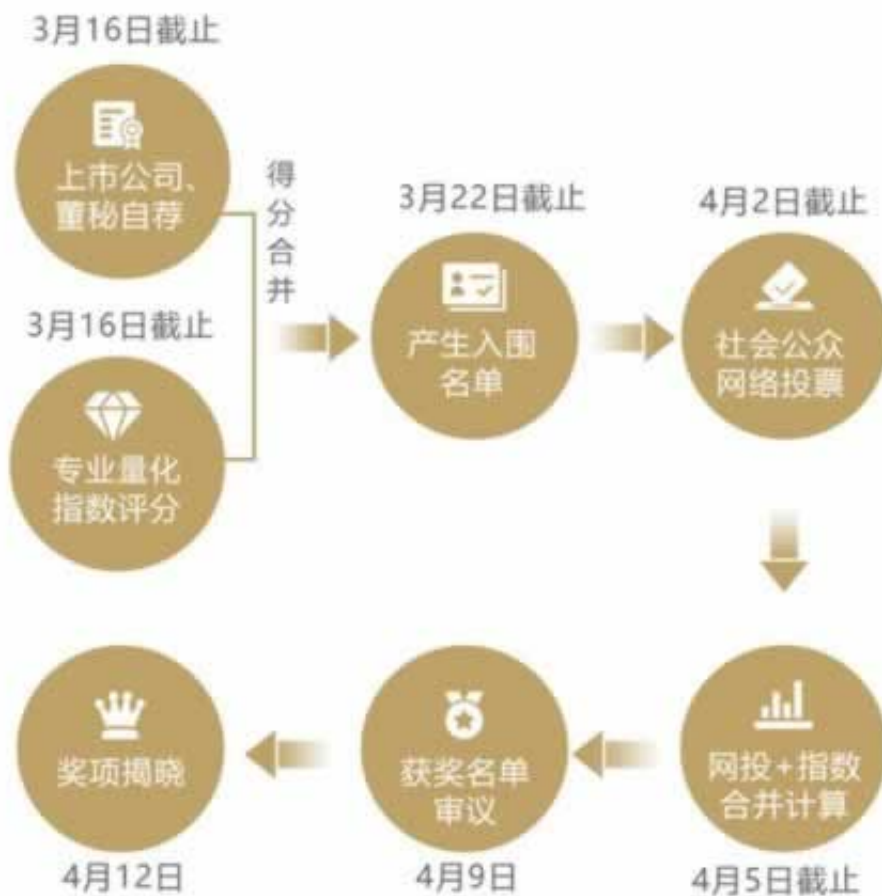 3月16日截止
上市公司、
董秘自荐
得分合并
3月16日截止
专业量化
指数评分
3月22日截止
产生入围
名单
4月2日截止
社会公众
网络投票
网投+指数
合并计算
4月5日截止
获奖名单
审议
4月9日
奖项揭晓
4月12日